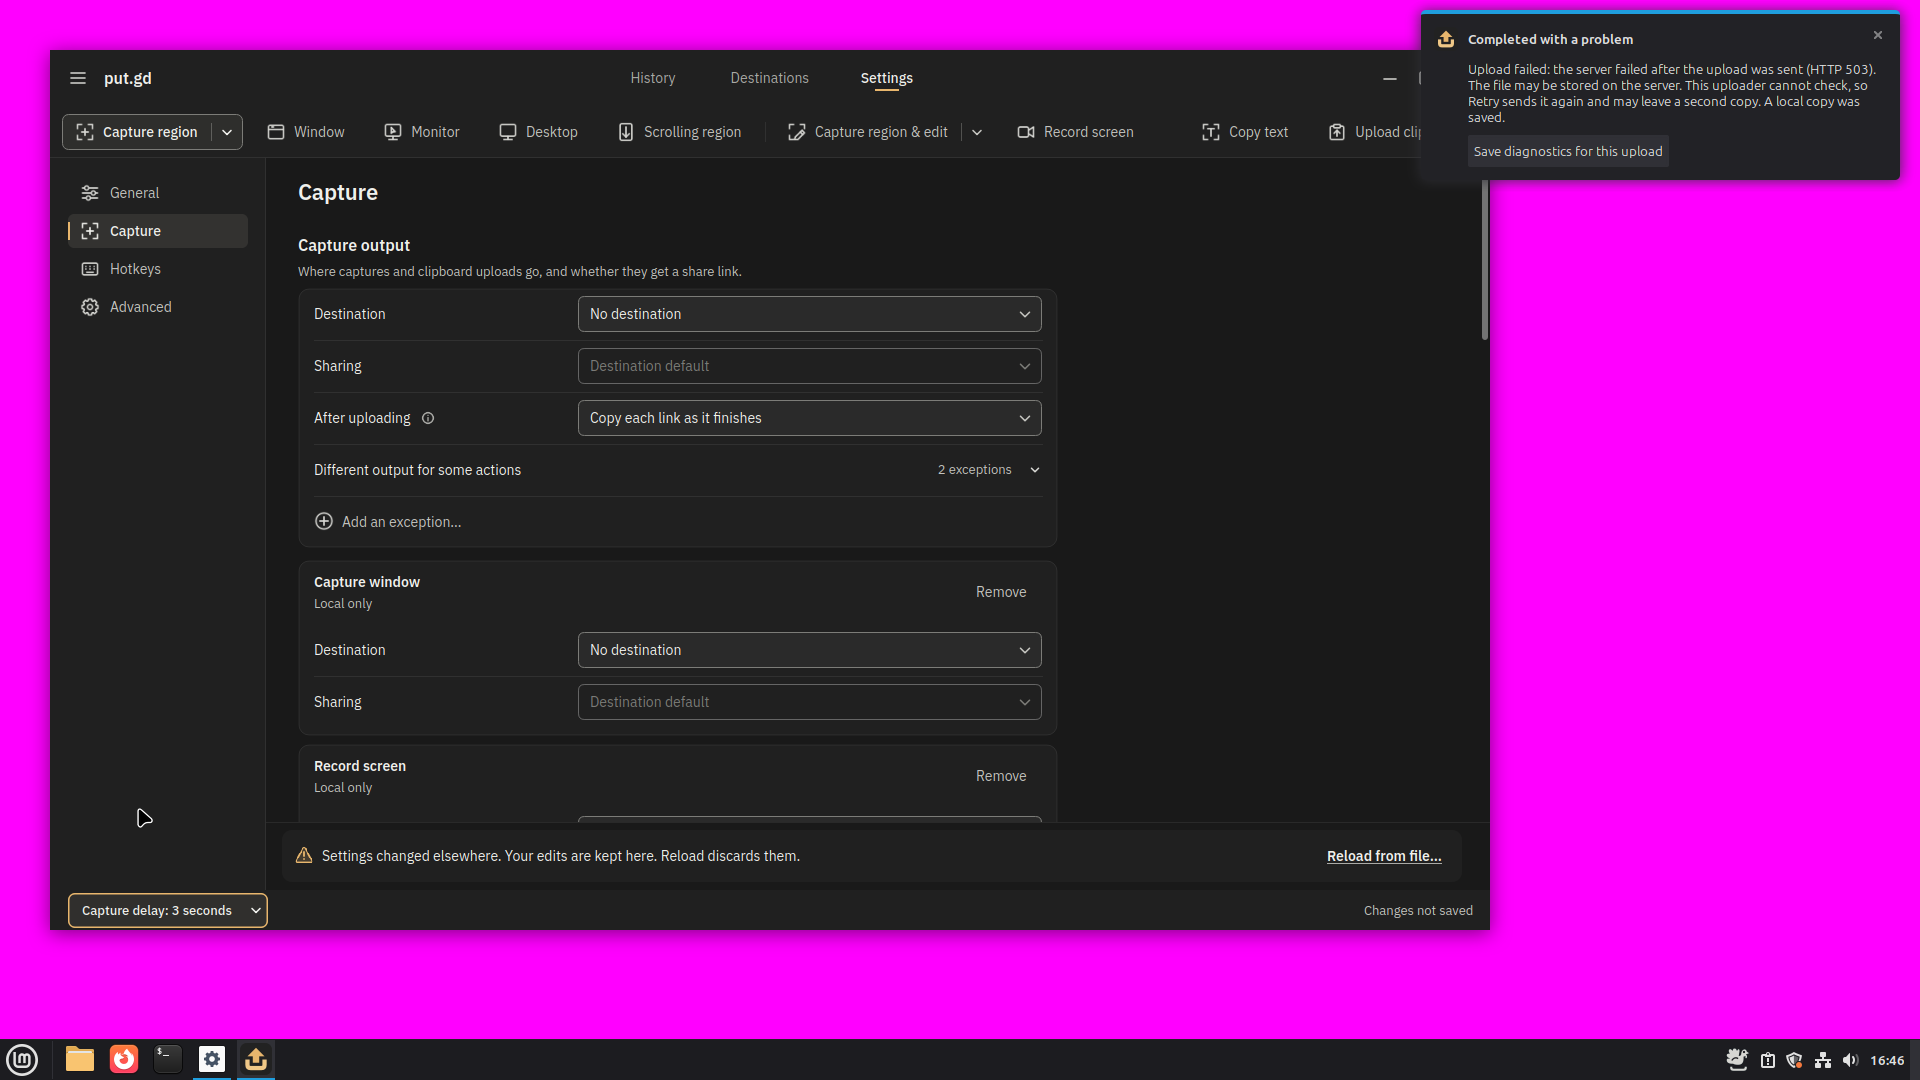 put.gd
History
Destinations
Settings
Capture region
Window
Monitor
Desktop
Scrolling region
Capture region & edit
Record screen
Copy text
Upload cli
Completed with a problem
Upload failed: the server failed after the upload was sent (HTTP 503).
The file may be stored on the server. This uploader cannot check, so
Retry sends it again and may leave a second copy. A local copy was
saved.
Save diagnostics for this upload
General
Capture
Hotkeys
Advanced
Capture
Capture output
Where captures and clipboard uploads go, and whether they get a share link.
Destination
No destination
Sharing
Destination default
After uploading
Copy each link as it finishes
Different output for some actions
2 exceptions
Add an exception...
Capture window
Local only
Remove
Destination
No destination
Sharing
Destination default
Record screen
Local only
Remove
Settings changed elsewhere. Your edits are kept here. Reload discards them.
Reload from file...
Capture delay: 3 seconds
Changes not saved
16:46